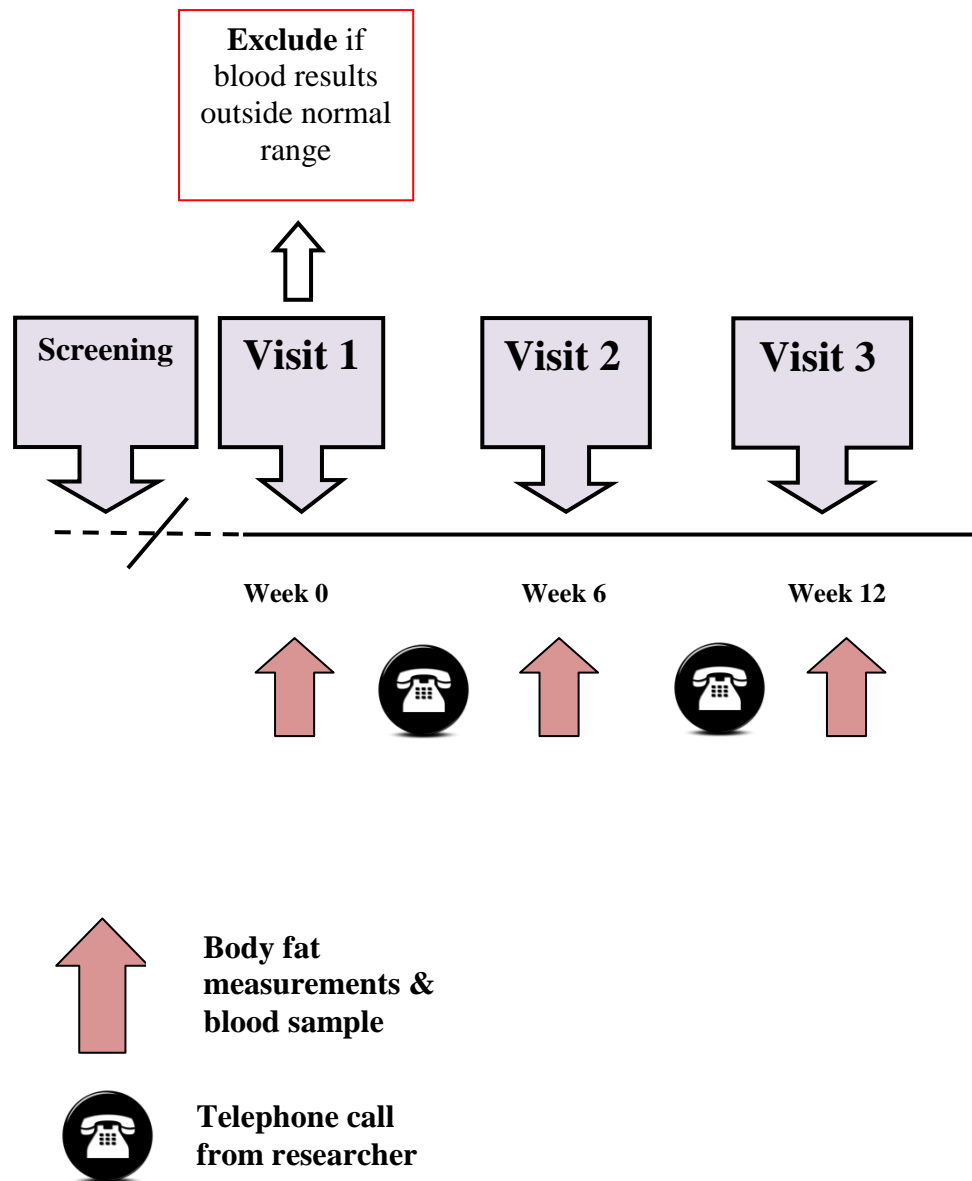 Exclude if
blood results
outside normal
range
Screening
Visit 1
Visit 2
Visit 3
Week 0
Week 6
Week 12
Body fat
measurements &
blood sample
Telephone call
from researcher